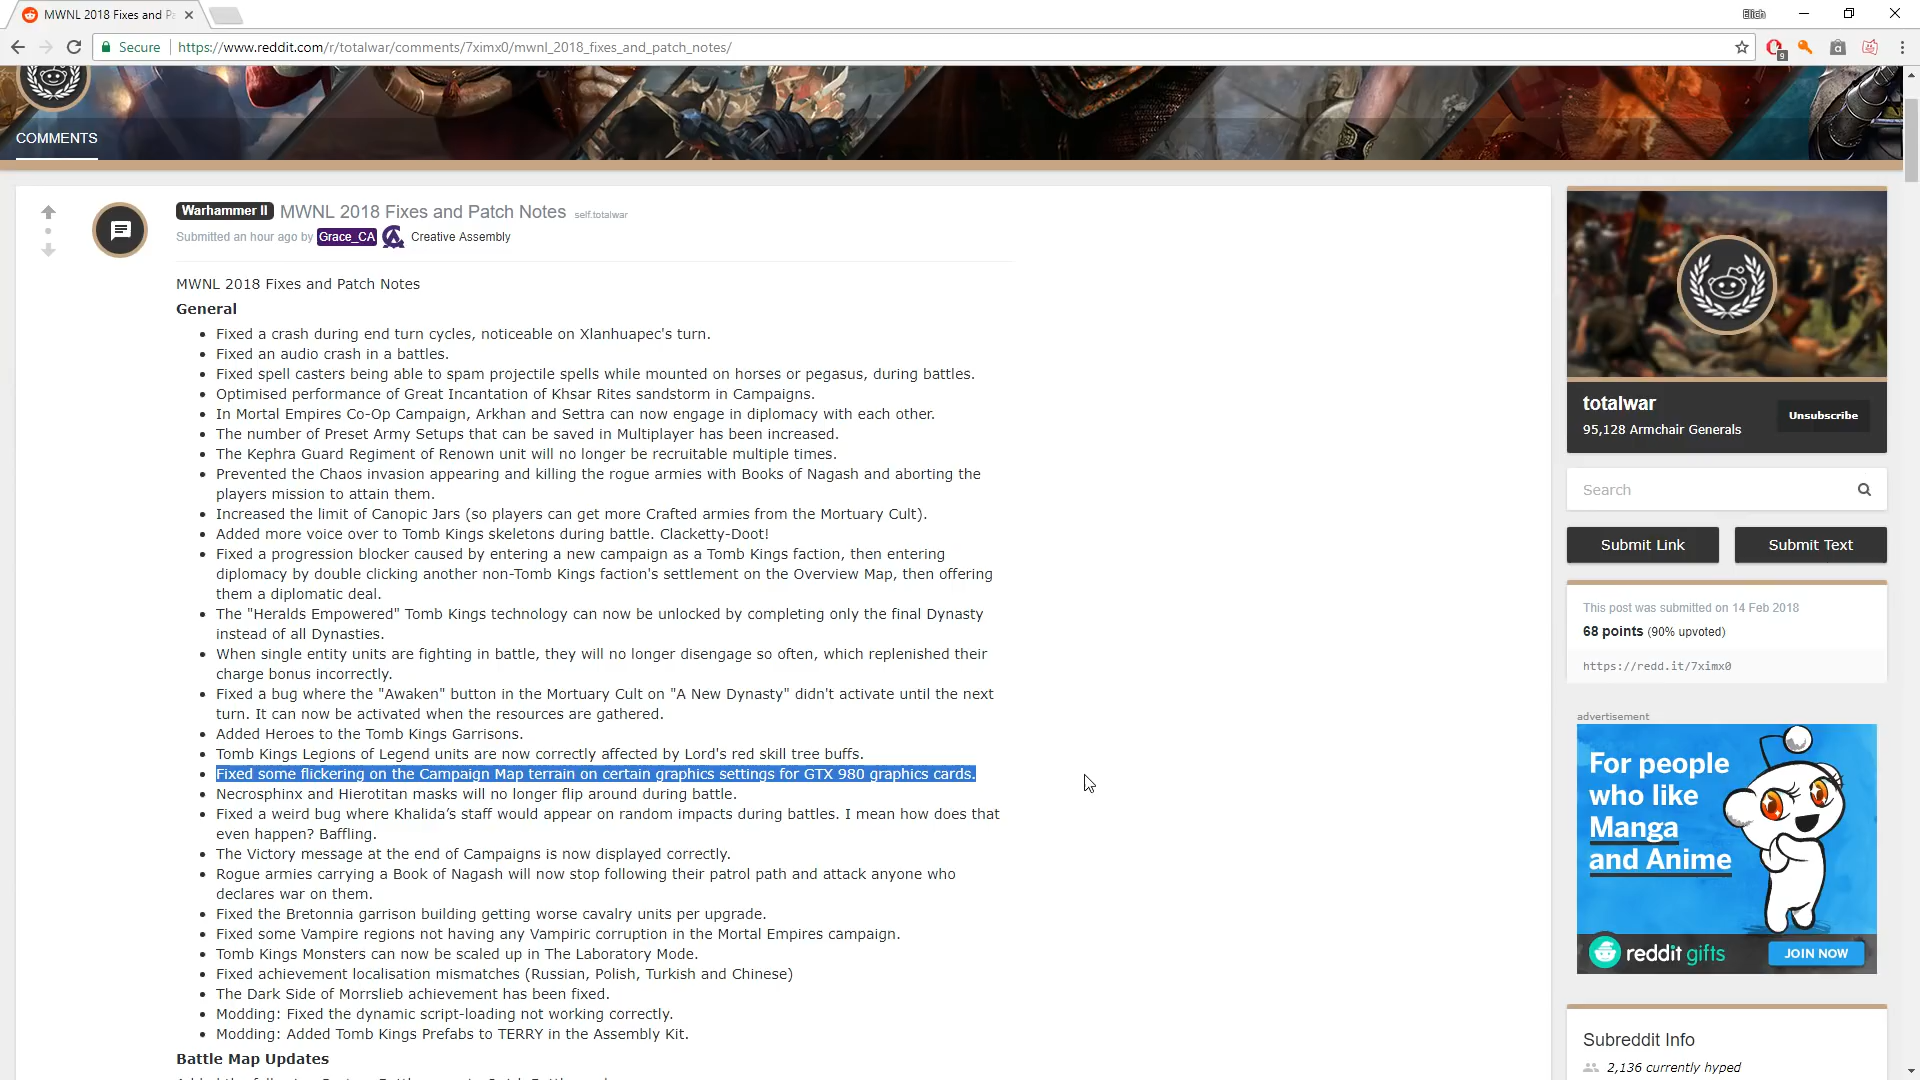 MWNL 2018 Fixes and Pa
Elich
Secure
https://www.reddit.com/r/totalwar/comments/7ximx0/mwnl_2018_fixes_and_patch_notes/
9
COMMENTS
Warhammer II MWNL 2018 Fixes and Patch Notes self.totalwar
Submitted an hour ago by Grace_CA Creative Assembly
MWNL 2018 Fixes and Patch Notes
General
• Fixed a crash during end turn cycles, noticeable on Xlanhuapec's turn.
• Fixed an audio crash in a battles.
• Fixed spell casters being able to spam projectile spells while mounted on horses or pegasus, during battles.
• Optimised performance of Great Incantation of Khsar Rites sandstorm in Campaigns.
• In Mortal Empires Co-Op Campaign, Arkhan and Settra can now engage in diplomacy with each other.
• The number of Preset Army Setups that can be saved in Multiplayer has been increased.
• The Kephra Guard Regiment of Renown unit will no longer be recruitable multiple times.
• Prevented the Chaos invasion appearing and killing the rogue armies with Books of Nagash and aborting the
players mission to attain them.
• Increased the limit of Canopic Jars (so players can get more Crafted armies from the Mortuary Cult).
• Added more voice over to Tomb Kings skeletons during battle. Clacketty-Doot!
• Fixed a progression blocker caused by entering a new campaign as a Tomb Kings faction, then entering
diplomacy by double clicking another non-Tomb Kings faction's settlement on the Overview Map, then offering
them a diplomatic deal.
• The "Heralds Empowered" Tomb Kings technology can now be unlocked by completing only the final Dynasty
instead of all Dynasties.
• When single entity units are fighting in battle, they will no longer disengage so often, which replenished their
charge bonus incorrectly.
• Fixed a bug where the "Awaken" button in the Mortuary Cult on "A New Dynasty" didn't activate until the next
turn. It can now be activated when the resources are gathered.
• Added Heroes to the Tomb Kings Garrisons.
• Tomb Kings Legions of Legend units are now correctly affected by Lord's red skill tree buffs.
• Fixed some flickering on the Campaign Map terrain on certain graphics settings for GTX 980 graphics cards.
• Necrosphinx and Hierotitan masks will no longer flip around during battle.
• Fixed a weird bug where Khalida’s staff would appear on random impacts during battles. I mean how does that
even happen? Baffling.
• The Victory message at the end of Campaigns is now displayed correctly.
• Rogue armies carrying a Book of Nagash will now stop following their patrol path and attack anyone who
declares war on them.
• Fixed the Bretonnia garrison building getting worse cavalry units per upgrade.
• Fixed some Vampire regions not having any Vampiric corruption in the Mortal Empires campaign.
• Tomb Kings Monsters can now be scaled up in The Laboratory Mode.
• Fixed achievement localisation mismatches (Russian, Polish, Turkish and Chinese)
• The Dark Side of Morrslieb achievement has been fixed.
• Modding: Fixed the dynamic script-loading not working correctly.
• Modding: Added Tomb Kings Prefabs to TERRY in the Assembly Kit.
Battle Map Updates
totalwar
95,128 Armchair Generals
Unsubscribe
Search
Submit Link
Submit Text
This post was submitted on 14 Feb 2018
68 points (90% upvoted)
https://redd.it/7ximx0
advertisement
For people
who like
Manga
and Anime
reddit gifts
JOIN NOW
Subreddit Info
2,136 currently hyped